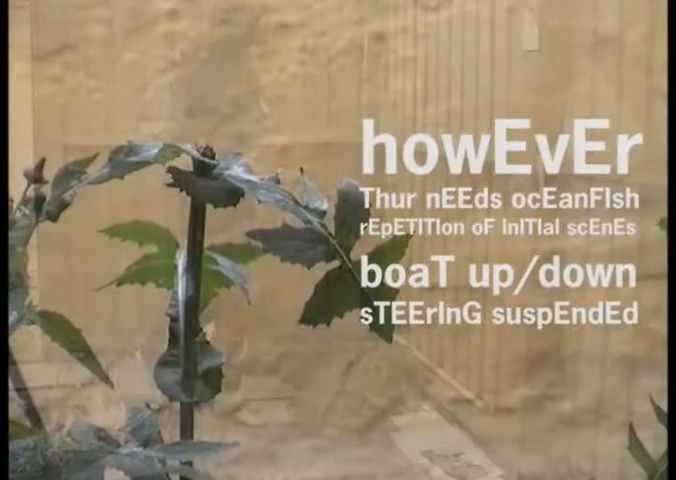 howEvEr
Thur nEEds ocEanFIsh
rEpETITIon oF InITIal scEnEs
boaT up/down
sTEErInG suspEndEd